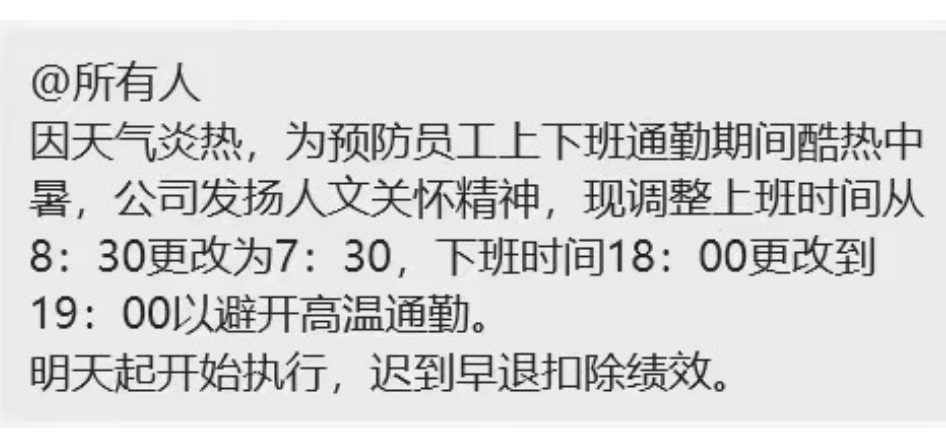 @所有人
因天气炎热，为预防员工上下班通勤期间酷热中
暑，公司发扬人文关怀精神，现调整上班时间从
8：30更改为7：30，下班时间18：00更改到
19：00以避开高温通勤。
明天起开始执行，迟到早退扣除绩效。